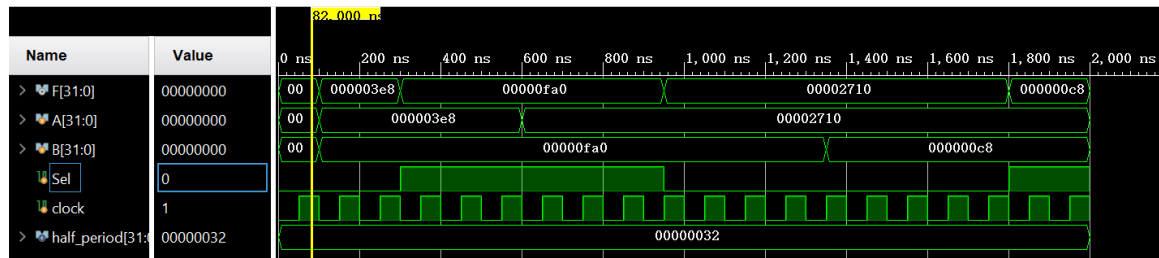 82.000 ns
Name Value
0 ns 200 ns 400 ns 600 ns 800 ns 1,000 ns 1,200 ns 1,400 ns 1,600 ns 1,800 ns 2,000 ns
F[31:0] 00000000 00 000003e8 00000fa0 00002710 000000c8
A[31:0] 00000000 00 000003e8 00002710
B[31:0] 00000000 00 00000fa0 000000c8
Sel 0
clock 1
half_period[31:0 00000032 00000032